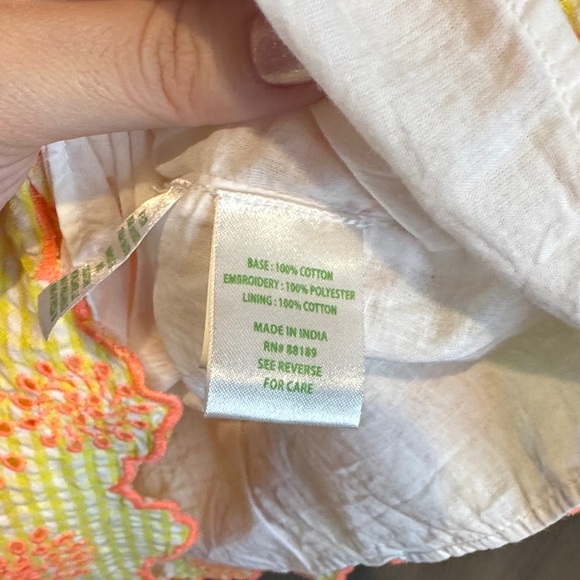 BASE : 100% COTTON
EMBROIDERY : 100% POLYESTER
LINING : 100% COTTON
MADE IN INDIA
RN# 88189
SEE REVERSE
FOR CARE